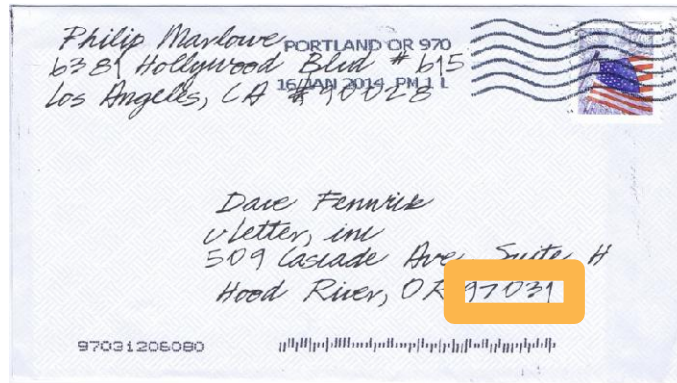 Philip Marlowe
6381 Hollywood Blvd # 615
Los Angeles, CA # 90028
PORTLAND OR 970
16 JAN 2014 PM 1 L
Dave Fenwick
vletter, inc
509 Cascade Ave, Suite H
Hood River, OR 97031
97031206080